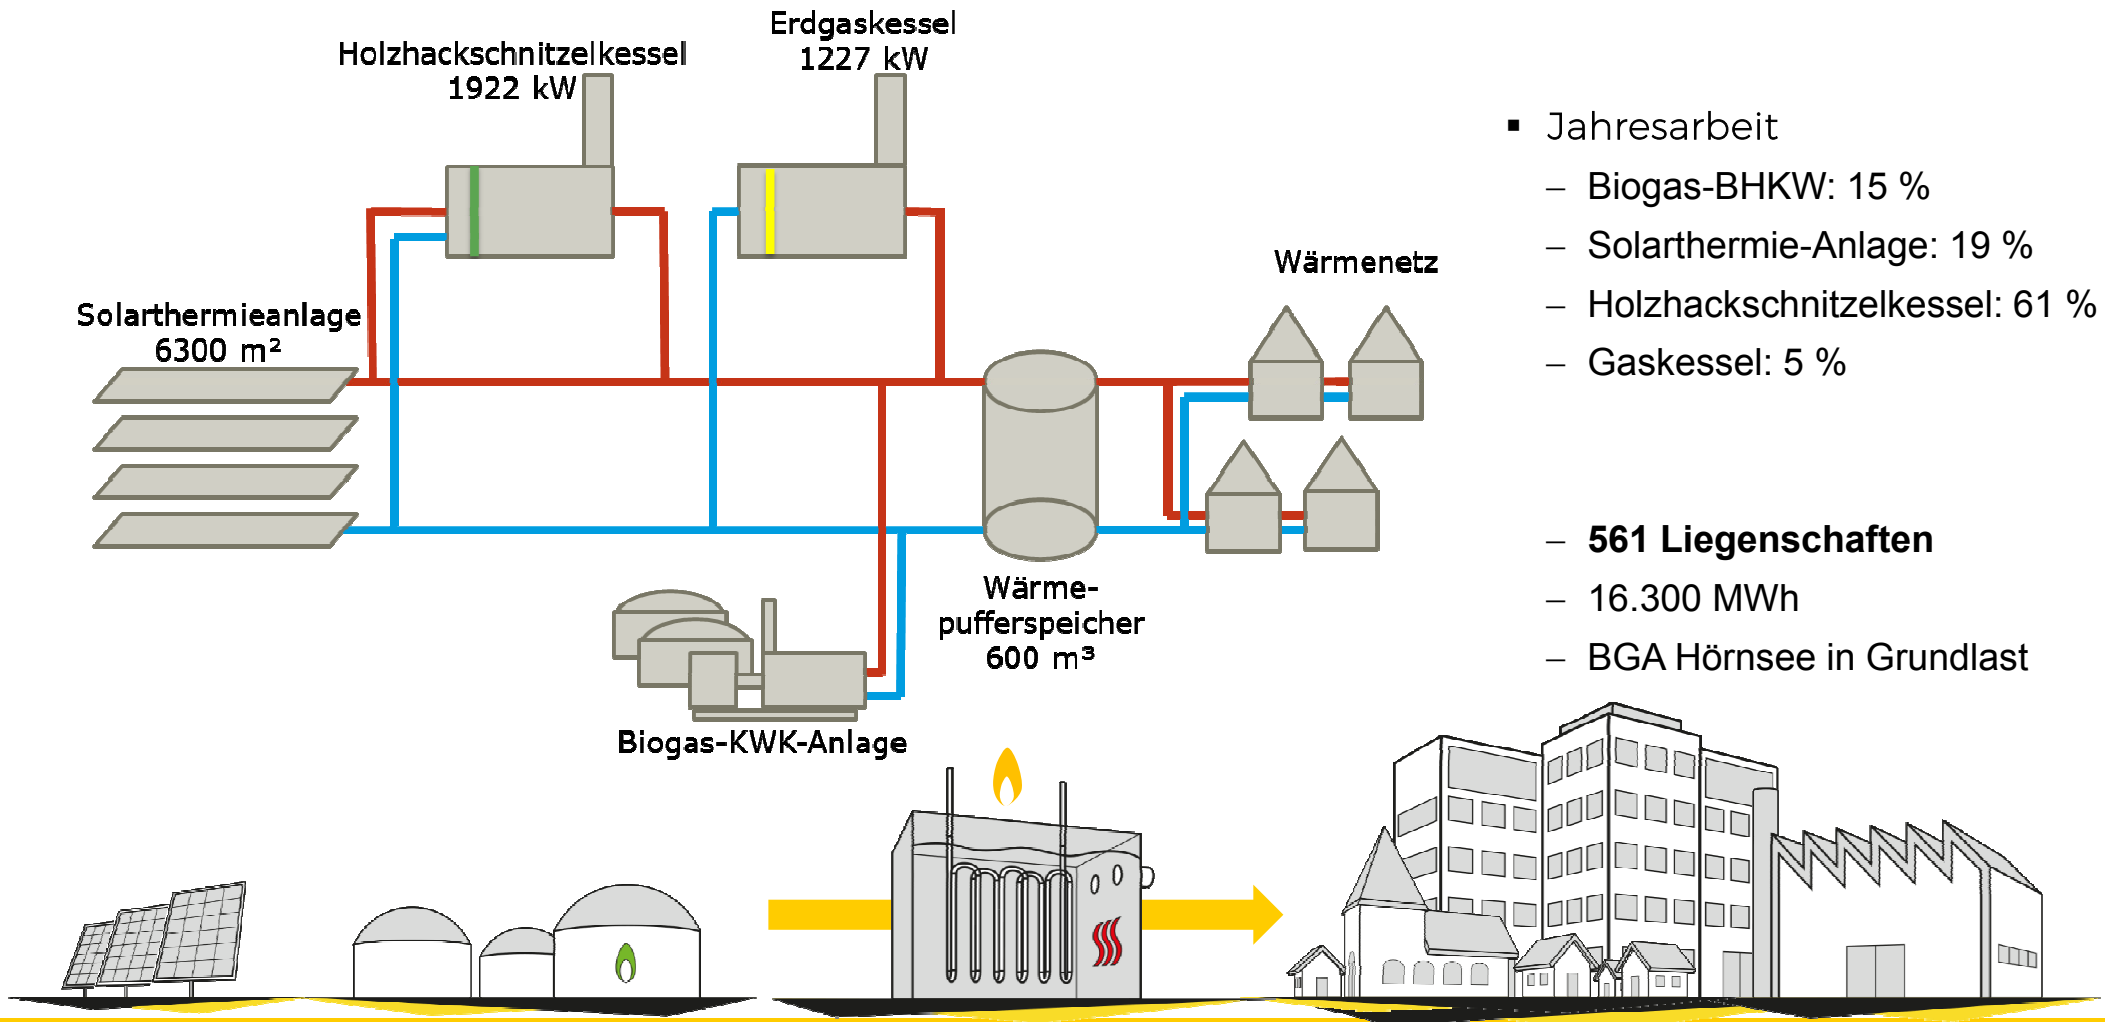 Erdgaskessel
1227 kW
Holzhackschnitzelkessel
1922 kW
Solarthermieanlage
6300 m²
Wärmenetz
Wärme-
pufferspeicher
600 m³
Biogas-KWK-Anlage
▪ Jahresarbeit
– Biogas-BHKW: 15 %
– Solarthermie-Anlage: 19 %
– Holzhackschnitzelkessel: 61 %
– Gaskessel: 5 %
– 561 Liegenschaften
– 16.300 MWh
– BGA Hörnsee in Grundlast